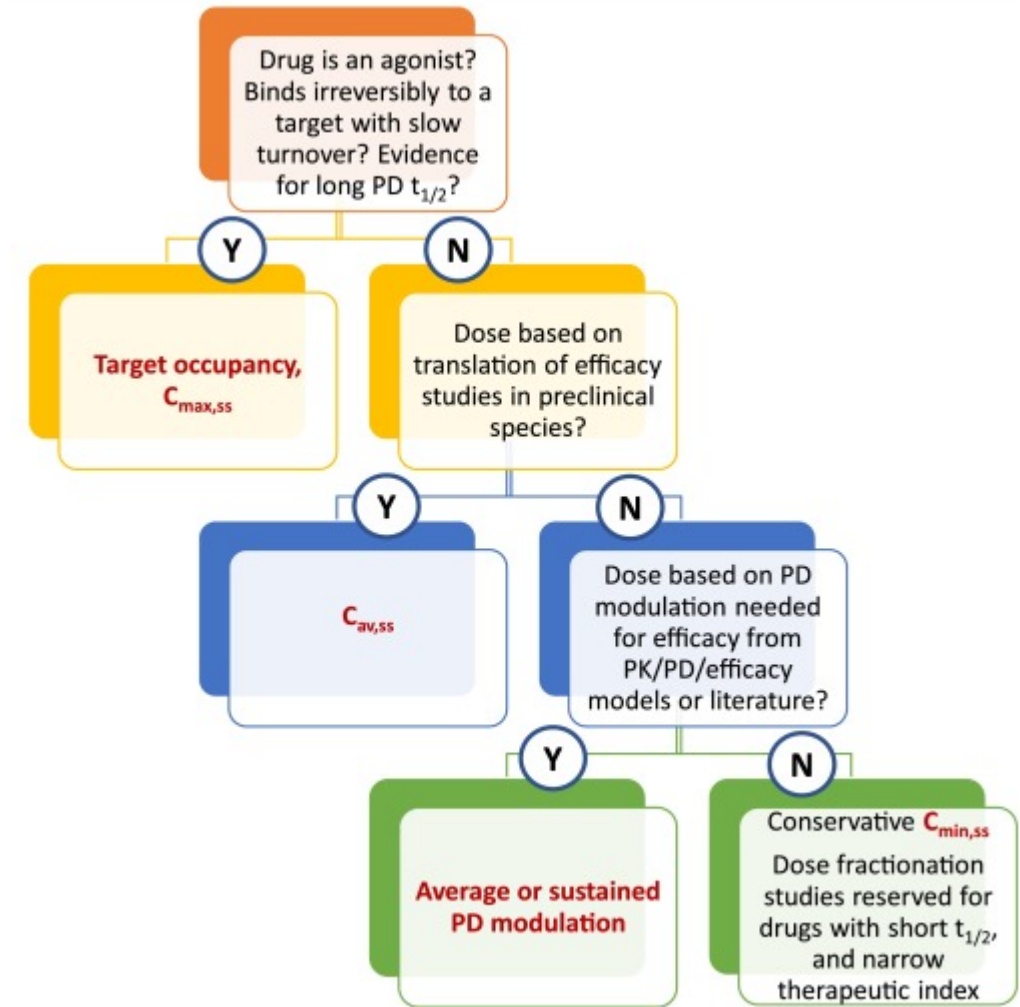 Drug is an agonist?
Binds irreversibly to a
target with slow
turnover? Evidence
for long PD t1/2?
Y
N
Target occupancy,
Cmax,ss
Dose based on
translation of efficacy
studies in preclinical
species?
Y
N
Cav,ss
Dose based on PD
modulation needed
for efficacy from
PK/PD/efficacy
models or literature?
Y
N
Average or sustained
PD modulation
Conservative Cmin,ss
Dose fractionation
studies reserved for
drugs with short t1/2,
and narrow
therapeutic index